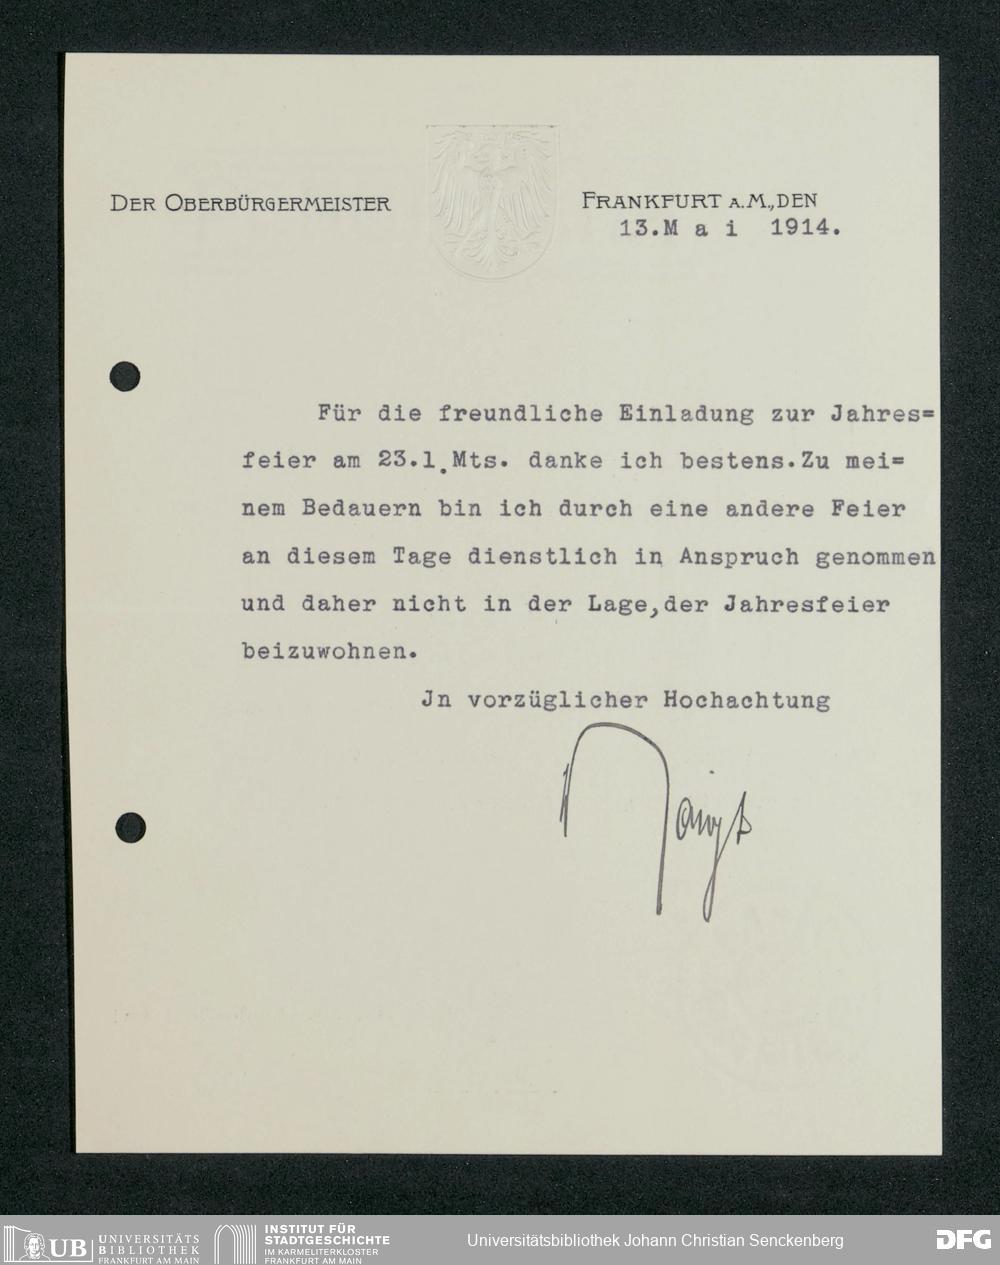 DER OBERBÜRGERMEISTER
FRANKFURT A.M., DEN
13.M a i 1914.
Für die freundliche Einladung zur Jahres=
feier am 23.l.Mts. danke ich bestens.Zu mei=
nem Bedauern bin ich durch eine andere Feier
an diesem Tage dienstlich in Anspruch genommen
und daher nicht in der Lage,der Jahresfeier
beizuwohnen.
Jn vorzüglicher Hochachtung
UB UNIVERSITÄTS
BIBLIOTHEK
FRANKFURT AM MAIN
INSTITUT FÜR
STADTGESCHICHTE
IM KARMELITERKLOSTER
FRANKFURT AM MAIN
Universitätsbibliothek Johann Christian Senckenberg
DFG